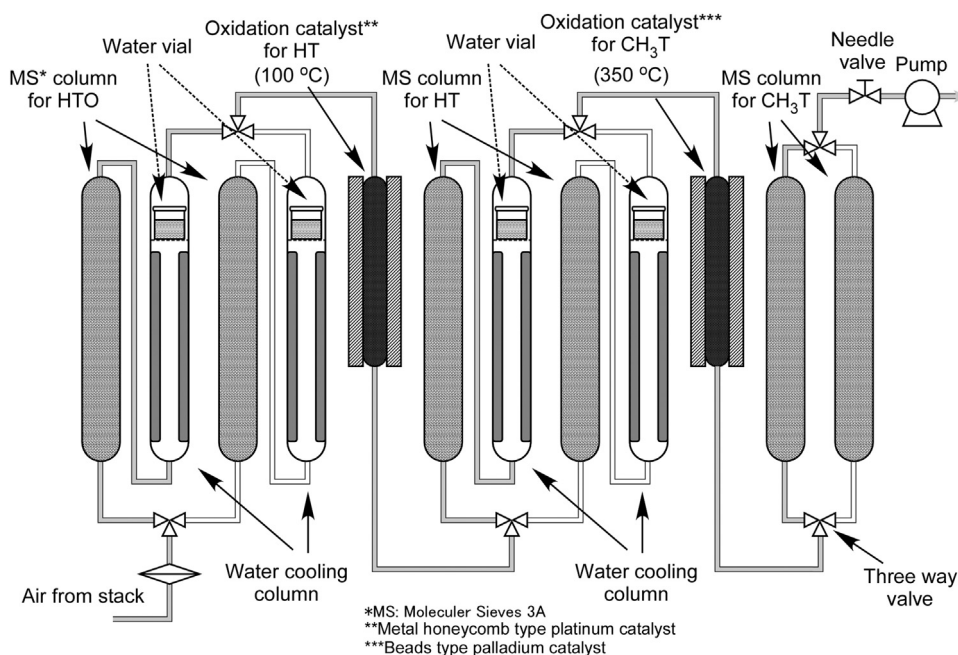 Oxidation catalyst**
for HT
(100 °C)
Water vial
MS* column
for HTO
Water vial
MS column
for HT
Oxidation catalyst***
for CH3T
(350 °C)
MS column
for CH3T
Needle
valve
Pump
Air from stack
Water cooling
column
Water cooling
column
Three way
valve
*MS: Moleculer Sieves 3A
**Metal honeycomb type platinum catalyst
***Beads type palladium catalyst